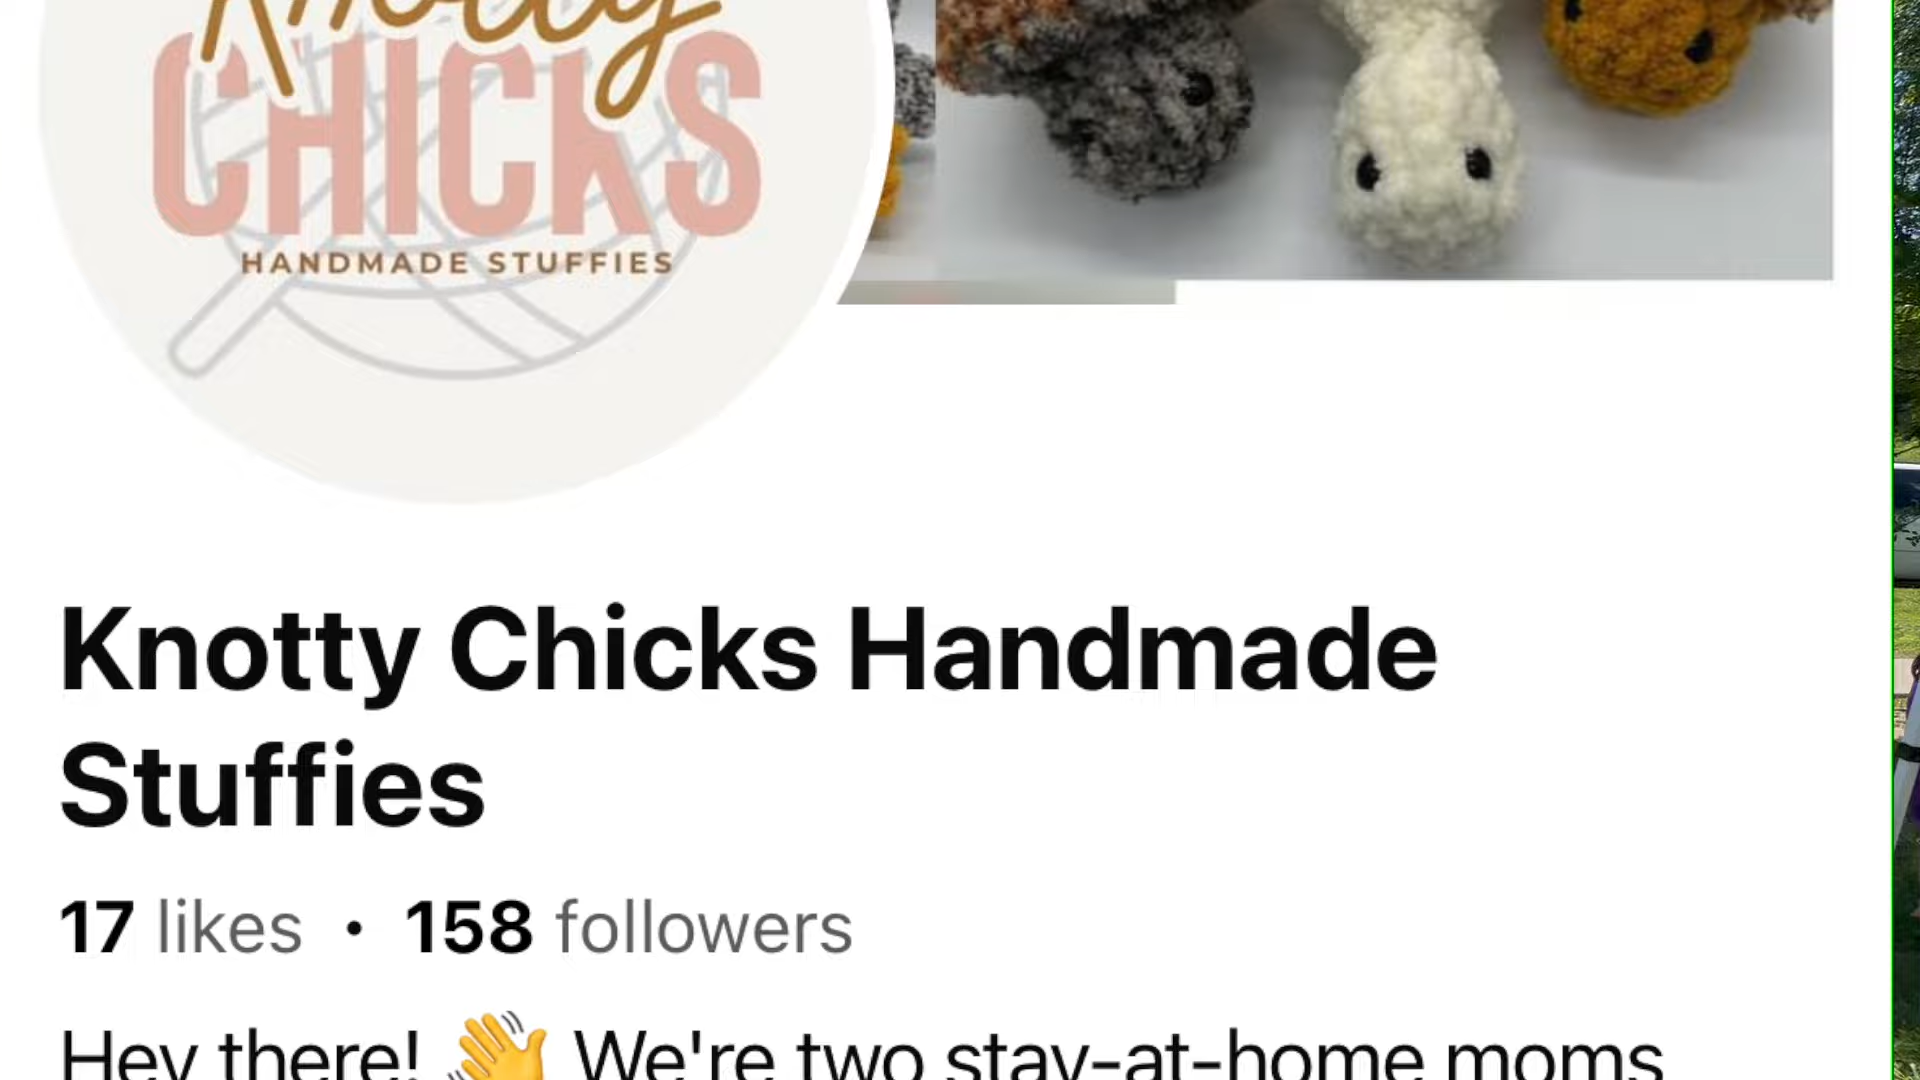 Knotty
CHICKS
HANDMADE STUFFIES
Knotty Chicks Handmade
Stuffies
17 likes · 158 followers
Hey there! 👋 We're two stay-at-home moms